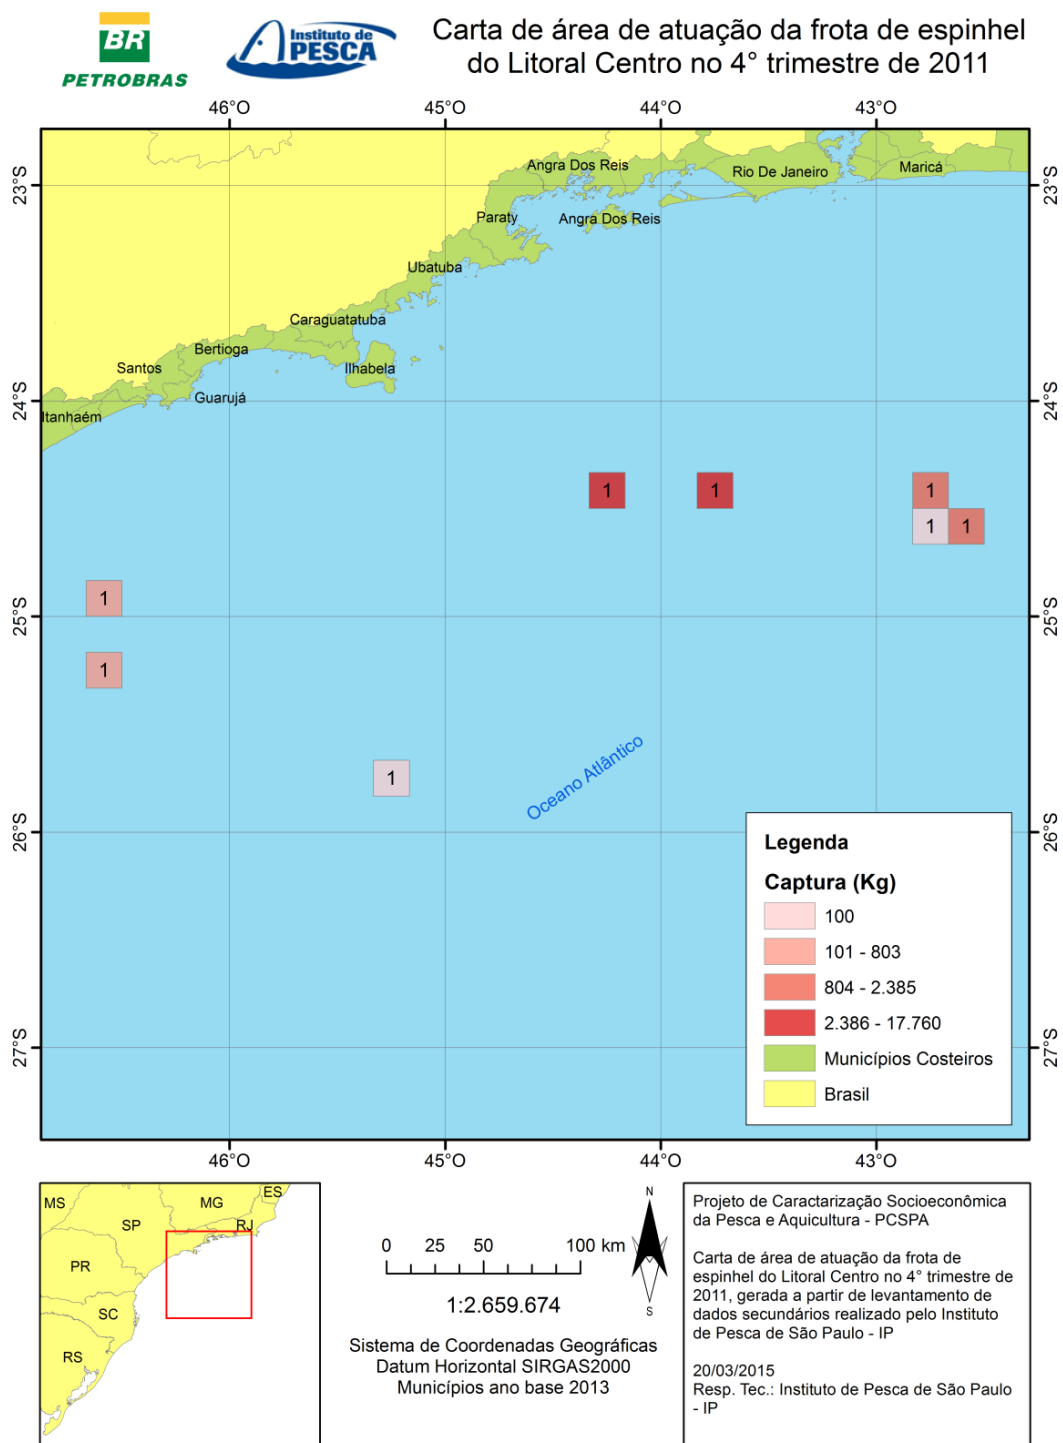 BR
PETROBRAS
Instituto de
PESCA
Carta de área de atuação da frota de espinhel
do Litoral Centro no 4° trimestre de 2011
46°O 45°O 44°O 43°O
23°S 23°S
24°S 24°S
25°S 25°S
26°S 26°S
27°S 27°S
Angra Dos Reis
Rio De Janeiro
Maricá
Paraty
Angra Dos Reis
Ubatuba
Caraguatatuba
Bertioga
Santos
Ilhabela
Guarujá
Itanhaém
1 1 1
1 1
1
1
1
Oceano Atlântico
Legenda
Captura (Kg)
100
101 - 803
804 - 2.385
2.386 - 17.760
Municípios Costeiros
Brasil
46°O 45°O 44°O 43°O
MS
MG
ES
SP
RJ
PR
SC
RS
0 25 50 100 km
1:2.659.674
N
S
Sistema de Coordenadas Geográficas
Datum Horizontal SIRGAS2000
Municípios ano base 2013
Projeto de Caractarização Socioeconômica
da Pesca e Aquicultura - PCSPA
Carta de área de atuação da frota de
espinhel do Litoral Centro no 4° trimestre de
2011, gerada a partir de levantamento de
dados secundários realizado pelo Instituto
de Pesca de São Paulo - IP
20/03/2015
Resp. Tec.: Instituto de Pesca de São Paulo
- IP